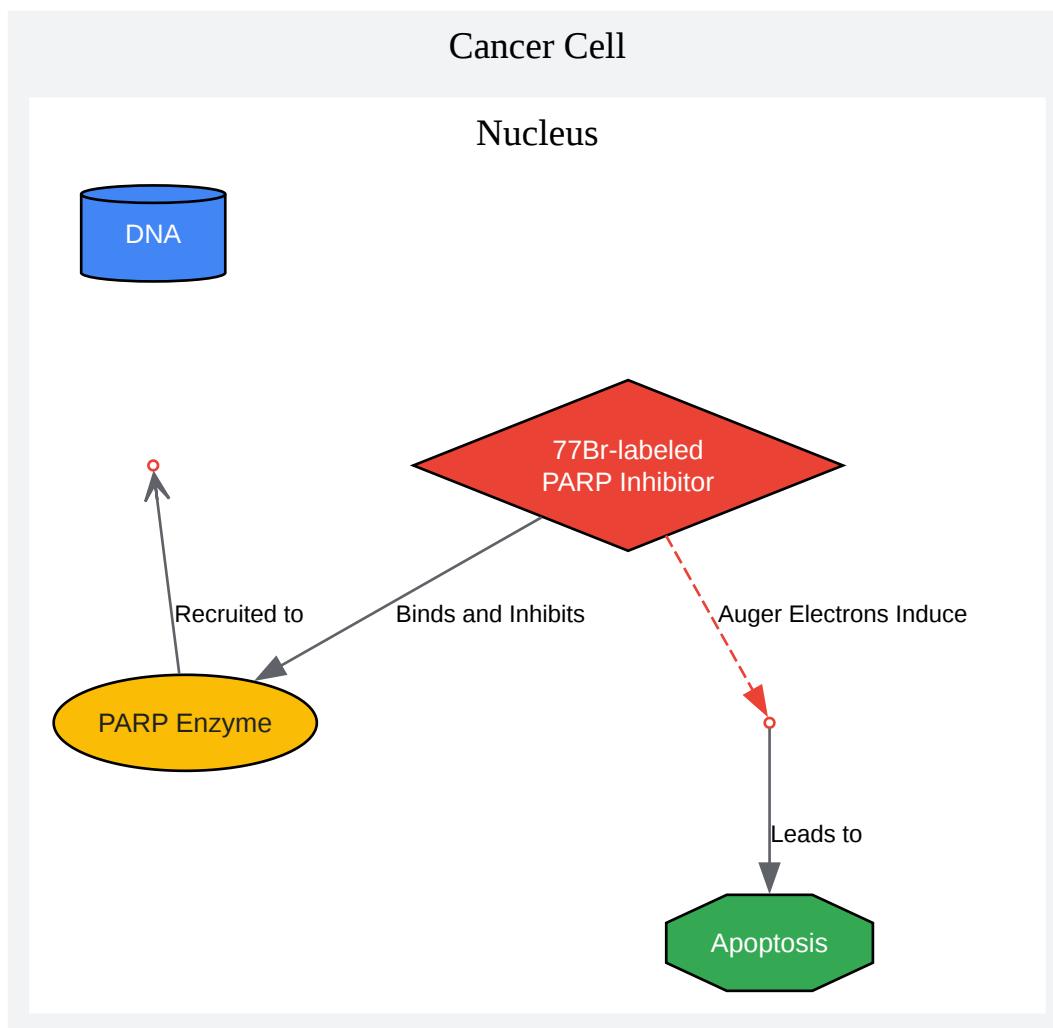 Cancer Cell
Nucleus
DNA
77Br-labeled
PARP Inhibitor
Recruited to
Binds and Inhibits
Auger Electrons Induce
PARP Enzyme
Leads to
Apoptosis